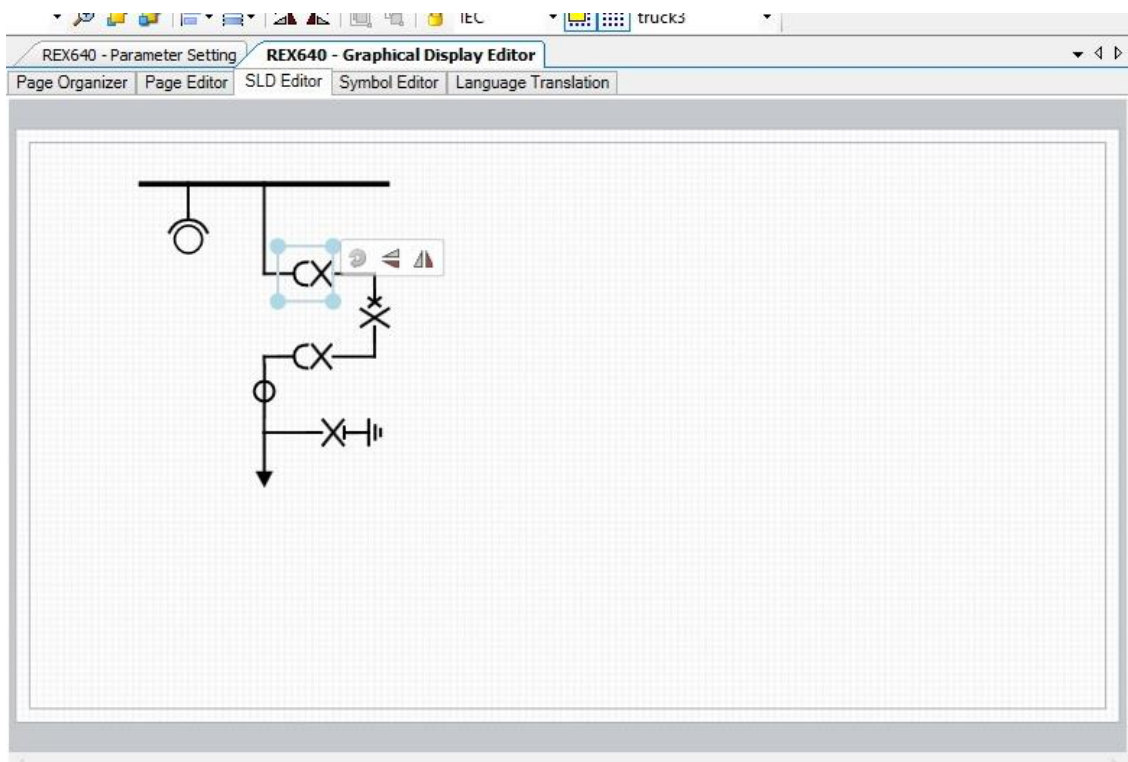 IEC truck3
REX640 - Parameter Setting REX640 - Graphical Display Editor
Page Organizer Page Editor SLD Editor Symbol Editor Language Translation